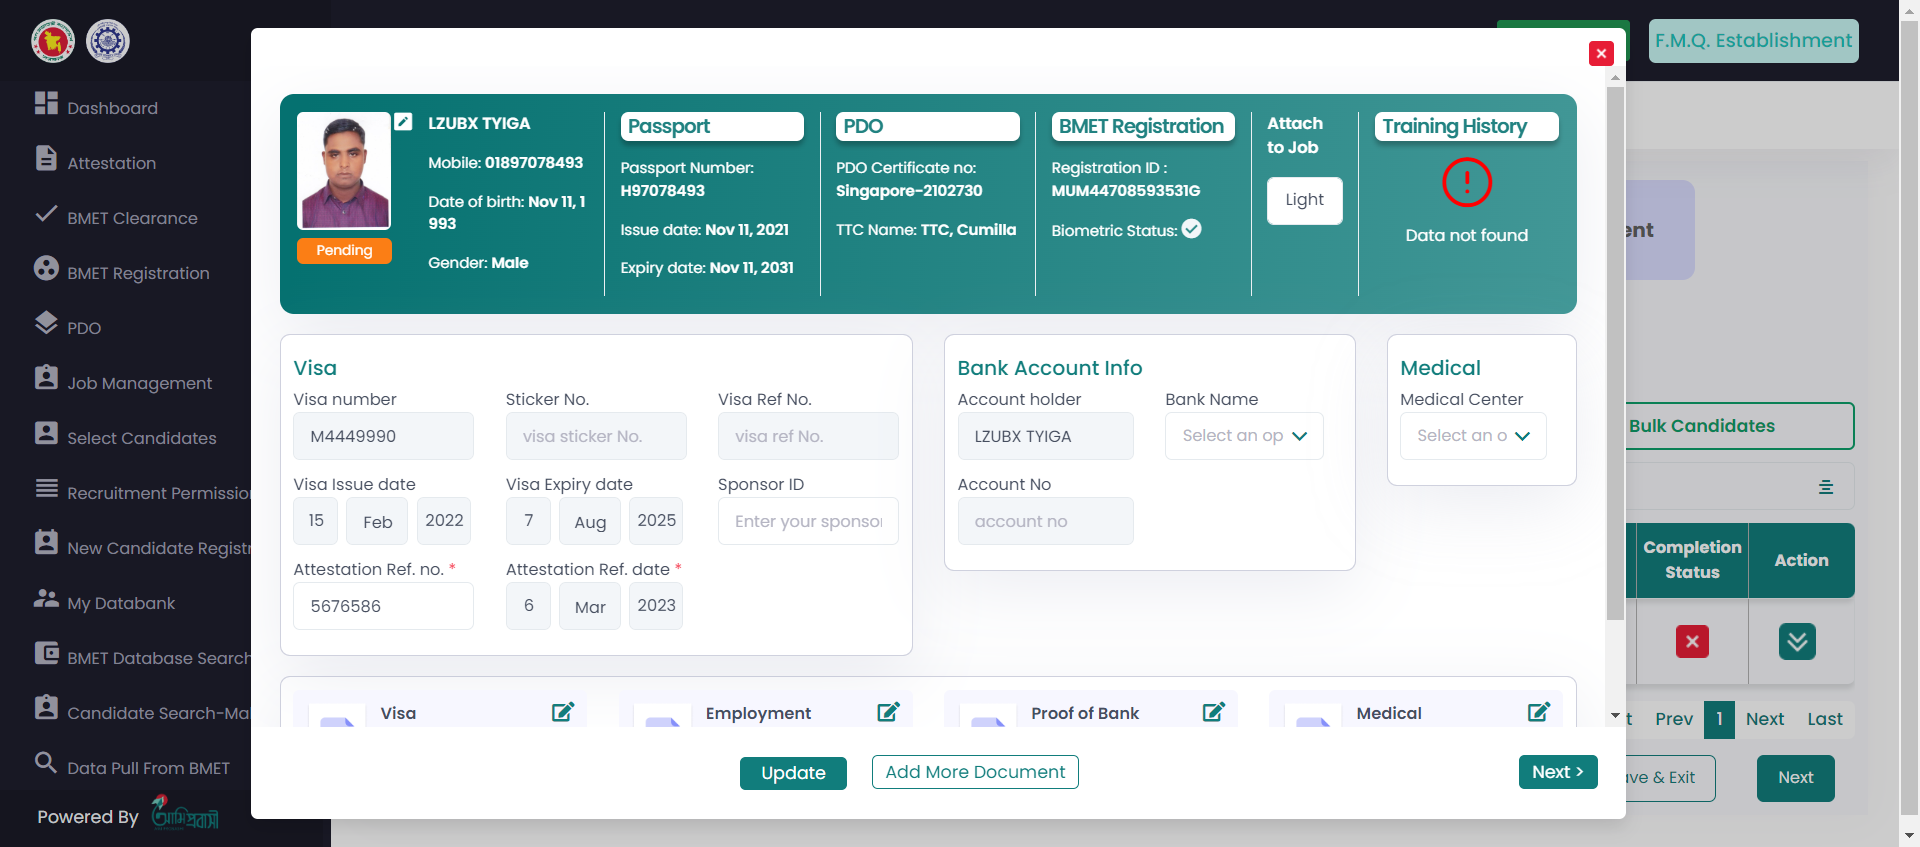 F.M.Q. Establishment
Dashboard
Attestation
BMET Clearance
BMET Registration
PDO
Job Management
Select Candidates
Recruitment Permissio
New Candidate Registr
My Databank
BMET Database Search
Candidate Search-Ma
Data Pull From BMET
Powered By
আমি প্রবাসী
Pending
LZUBX TYIGA
Mobile: 01897078493
Date of birth: Nov 11, 1
993
Gender: Male
Passport
Passport Number:
H97078493
Issue date: Nov 11, 2021
Expiry date: Nov 11, 2031
PDO
PDO Certificate no:
Singapore-2102730
TTC Name: TTC, Cumilla
BMET Registration
Registration ID :
MUM44708593531G
Biometric Status:
Attach
to Job
Light
Training History
Data not found
Visa
Visa number
M4449990
Sticker No.
visa sticker No.
Visa Ref No.
visa ref No.
Visa Issue date
15 Feb 2022
Visa Expiry date
7 Aug 2025
Sponsor ID
Enter your sponsor
Attestation Ref. no. *
5676586
Attestation Ref. date *
6 Mar 2023
Bank Account Info
Account holder
LZUBX TYIGA
Bank Name
Select an op
Account No
account no
Medical
Medical Center
Select an o
Visa
Employment
Proof of Bank
Medical
Update
Add More Document
Next >
ent
Bulk Candidates
Completion
Status
Action
t Prev 1 Next Last
ve & Exit
Next